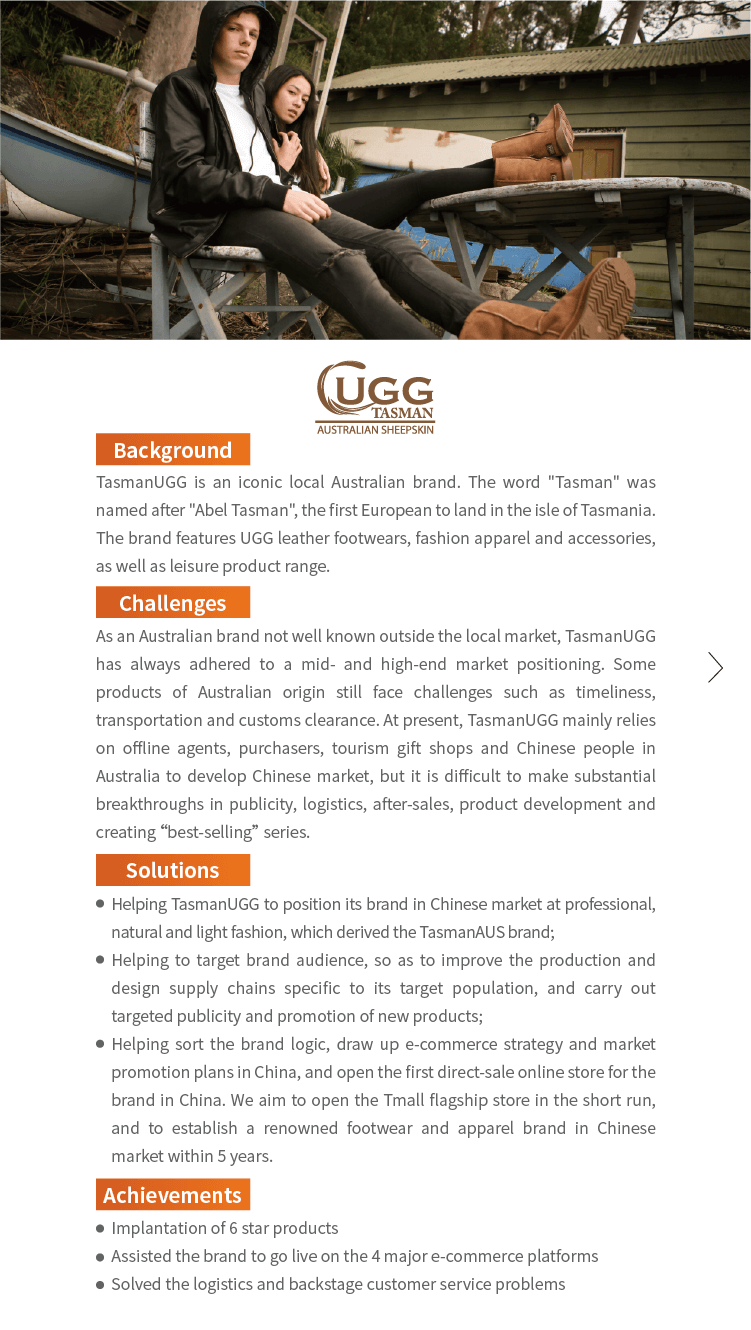 UGG
TASMAN
AUSTRALIAN SHEEPSKIN
Background
TasmanUGG is an iconic local Australian brand. The word "Tasman" was
named after "Abel Tasman", the first European to land in the isle of Tasmania.
The brand features UGG leather footwears, fashion apparel and accessories,
as well as leisure product range.
Challenges
As an Australian brand not well known outside the local market, TasmanUGG
has always adhered to a mid- and high-end market positioning. Some
products of Australian origin still face challenges such as timeliness,
transportation and customs clearance. At present, TasmanUGG mainly relies
on offline agents, purchasers, tourism gift shops and Chinese people in
Australia to develop Chinese market, but it is difficult to make substantial
breakthroughs in publicity, logistics, after-sales, product development and
creating “best-selling” series.
Solutions
● Helping TasmanUGG to position its brand in Chinese market at professional,
natural and light fashion, which derived the TasmanAUS brand;
● Helping to target brand audience, so as to improve the production and
design supply chains specific to its target population, and carry out
targeted publicity and promotion of new products;
● Helping sort the brand logic, draw up e-commerce strategy and market
promotion plans in China, and open the first direct-sale online store for the
brand in China. We aim to open the Tmall flagship store in the short run,
and to establish a renowned footwear and apparel brand in Chinese
market within 5 years.
Achievements
● Implantation of 6 star products
● Assisted the brand to go live on the 4 major e-commerce platforms
● Solved the logistics and backstage customer service problems